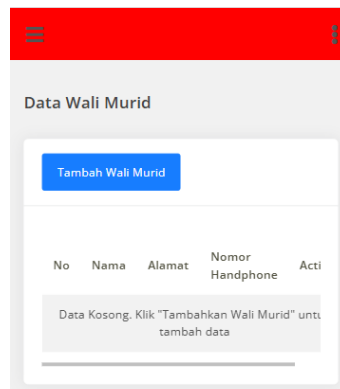 Data Wali Murid
Tambah Wali Murid
No Nama Alamat Nomor Handphone Acti
Data Kosong. Klik "Tambahkan Wali Murid" untu
tambah data